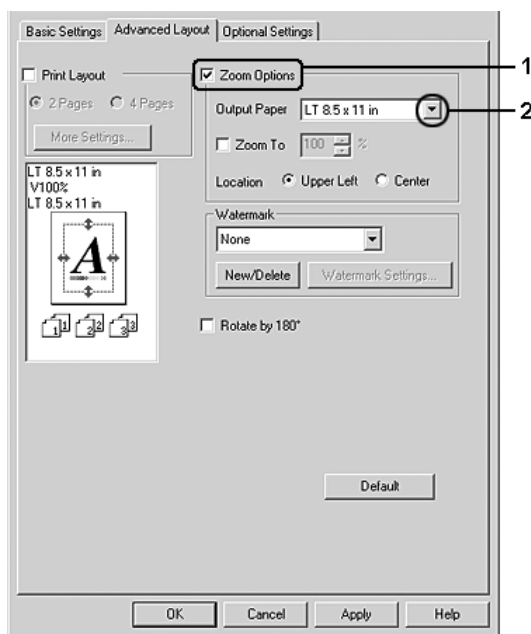 Basic Settings Advanced Layout Optional Settings
Print Layout
2 Pages 4 Pages
More Settings...
LT 8.5 x 11 in
V100%
LT 8.5 x 11 in
A
1 1 2 2 3 3
Zoom Options 1
Output Paper LT 8.5 x 11 in 2
Zoom To 100 %
Location Upper Left Center
Watermark
None
New/Delete Watermark Settings...
Rotate by 180°
Default
OK Cancel Apply Help